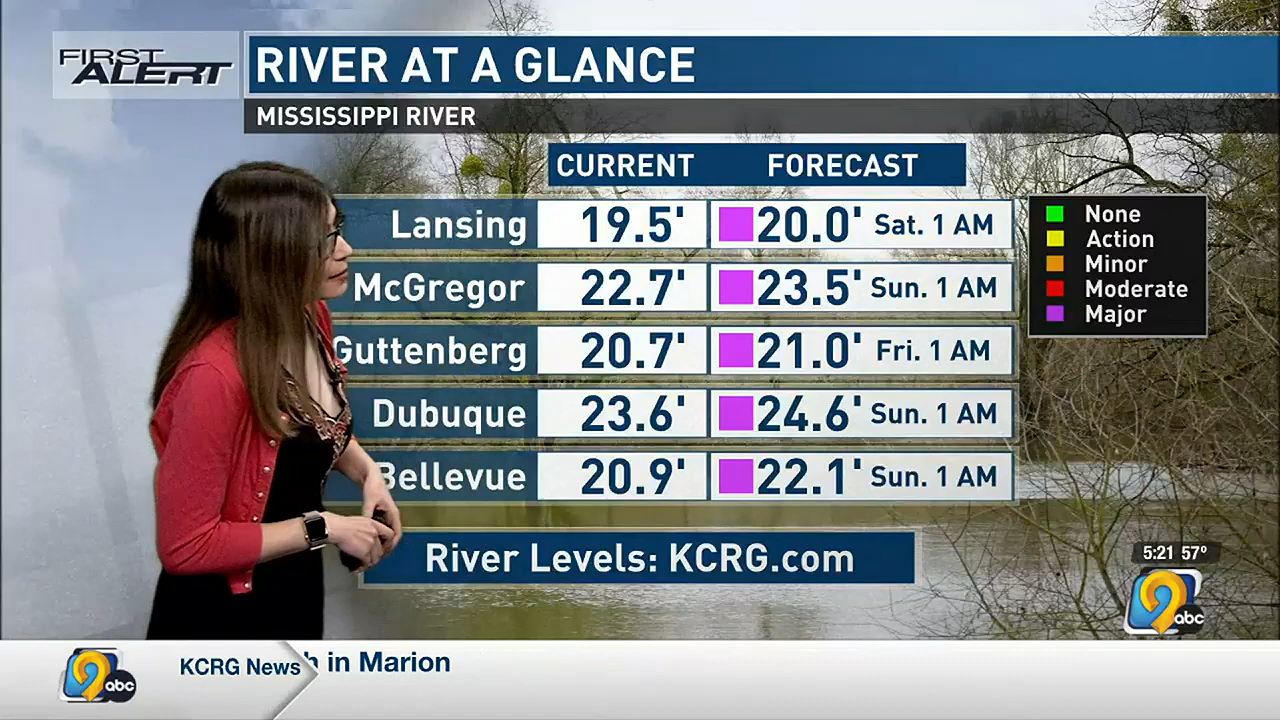 FIRST ALERT
RIVER AT A GLANCE
MISSISSIPPI RIVER
CURRENT FORECAST
Lansing 19.5' 20.0' Sat. 1 AM
McGregor 22.7' 23.5' Sun. 1 AM
Guttenberg 20.7' 21.0' Fri. 1 AM
Dubuque 23.6' 24.6' Sun. 1 AM
Bellevue 20.9' 22.1' Sun. 1 AM
None
Action
Minor
Moderate
Major
River Levels: KCRG.com
5:21 57°
9 abc
9 abc
KCRG News
h in Marion